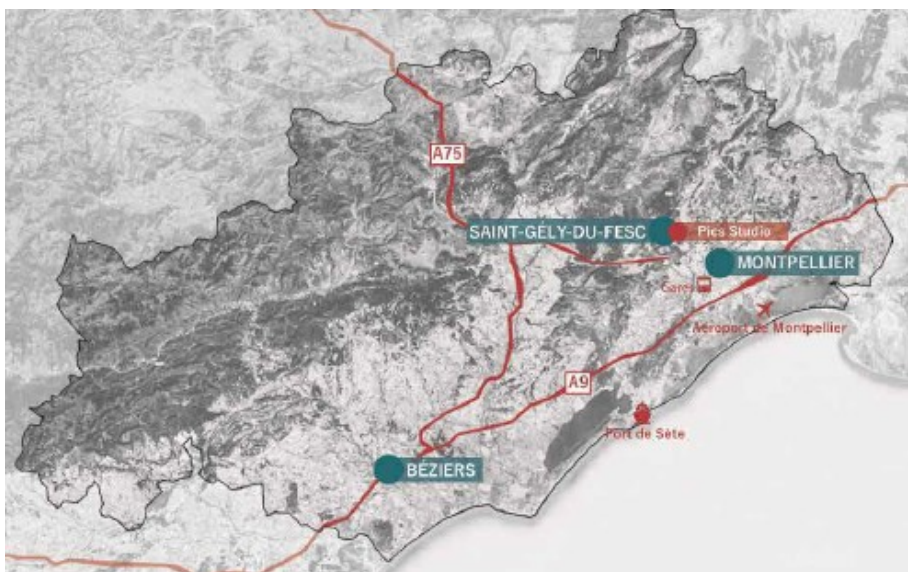 A75
SAINT-GÉLY-DU-FESC
Pics Studio
MONTPELLIER
Gares
Aéroport de Montpellier
A9
Port de Sète
BÉZIERS